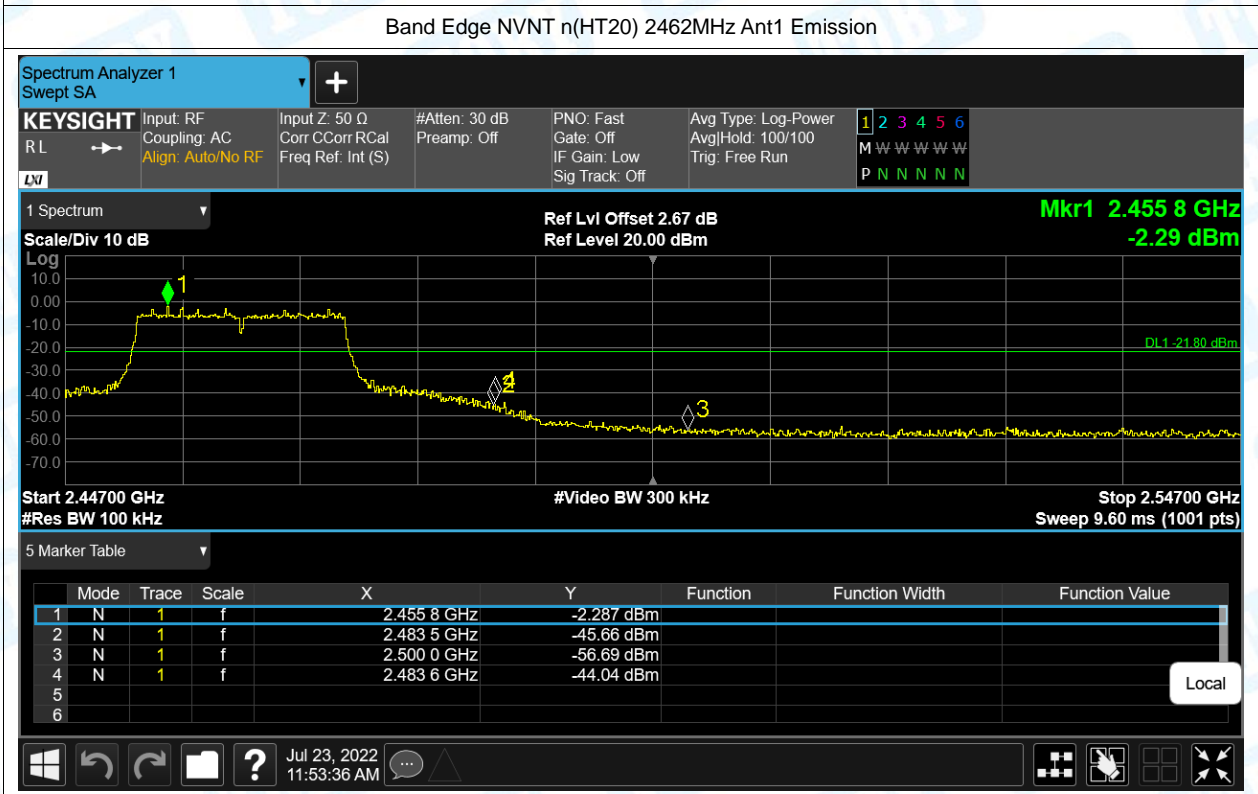 Band Edge NVNT n(HT20) 2462MHz Ant1 Emission
Spectrum Analyzer 1
Swept SA
+
KEYSIGHT
R L
LXI
Input: RF
Coupling: AC
Align: Auto/No RF
Input Z: 50 Ω
Corr CCorr RCal
Freq Ref: Int (S)
#Atten: 30 dB
Preamp: Off
PNO: Fast
Gate: Off
IF Gain: Low
Sig Track: Off
Avg Type: Log-Power
Avg|Hold: 100/100
Trig: Free Run
1 2 3 4 5 6
M W W W W W
P N N N N N
1 Spectrum
Scale/Div 10 dB
Ref Lvl Offset 2.67 dB
Ref Level 20.00 dBm
Mkr1 2.455 8 GHz
-2.29 dBm
Log
10.0
0.00
-10.0
-20.0
-30.0
-40.0
-50.0
-60.0
-70.0
1
DL1 -21.80 dBm
2
4
3
Start 2.44700 GHz
#Video BW 300 kHz
Stop 2.54700 GHz
#Res BW 100 kHz
Sweep 9.60 ms (1001 pts)
5 Marker Table
Mode Trace Scale X Y Function Function Width Function Value
1 N 1 f 2.455 8 GHz -2.287 dBm
2 N 1 f 2.483 5 GHz -45.66 dBm
3 N 1 f 2.500 0 GHz -56.69 dBm
4 N 1 f 2.483 6 GHz -44.04 dBm
5
6
Local
?
Jul 23, 2022
11:53:36 AM